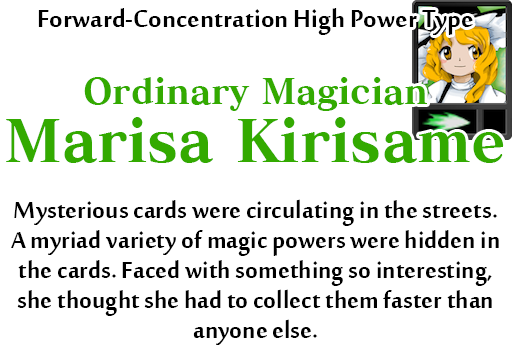 Forward-Concentration High Power Type
Ordinary Magician
Marisa Kirisame
Mysterious cards were circulating in the streets.
A myriad variety of magic powers were hidden in
the cards. Faced with something so interesting,
she thought she had to collect them faster than
anyone else.